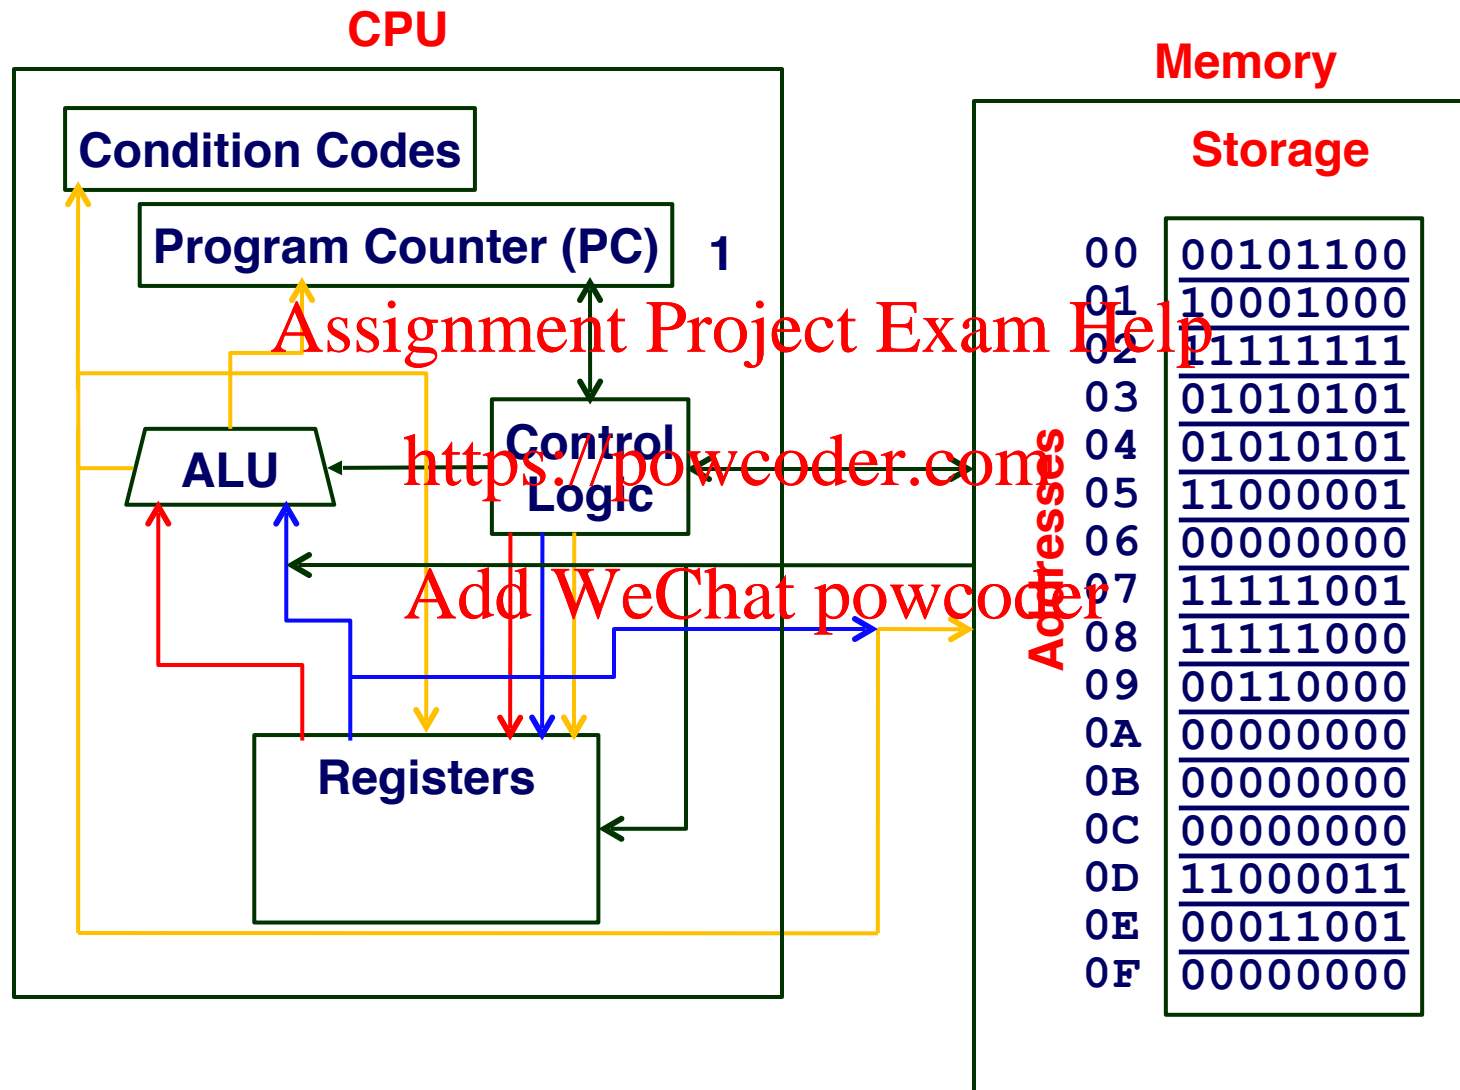 CPU
Memory
Condition Codes
Storage
Program Counter (PC) 1
Assignment Project Exam Help
Control
Logic
ALU
https://powcoder.com
Add WeChat powcoder
Registers
Addresses
00 00101100
01 10001000
02 11111111
03 01010101
04 01010101
05 11000001
06 00000000
07 11111001
08 11111000
09 00110000
0A 00000000
0B 00000000
0C 00000000
0D 11000011
0E 00011001
0F 00000000